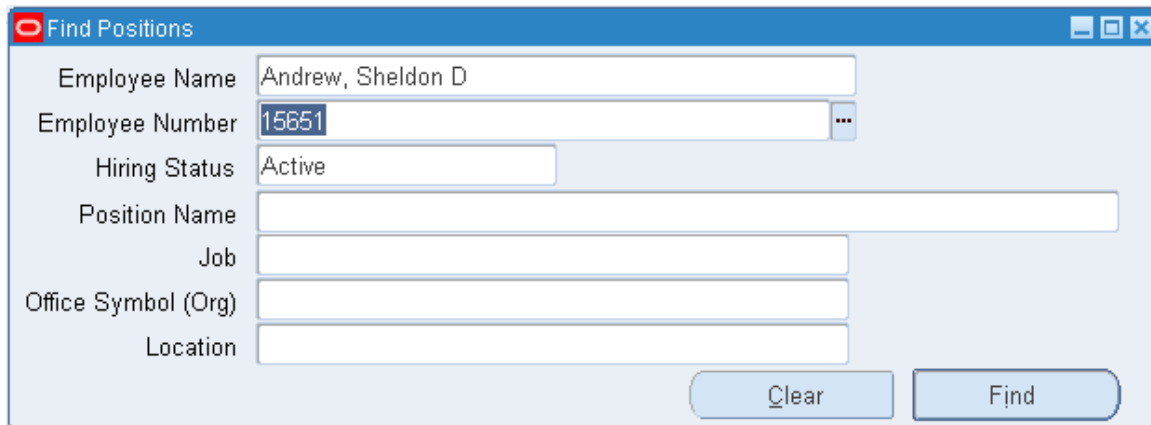 Find Positions
Employee Name Andrew, Sheldon D
Employee Number 15651 ...
Hiring Status Active
Position Name
Job
Office Symbol (Org)
Location
Clear Find